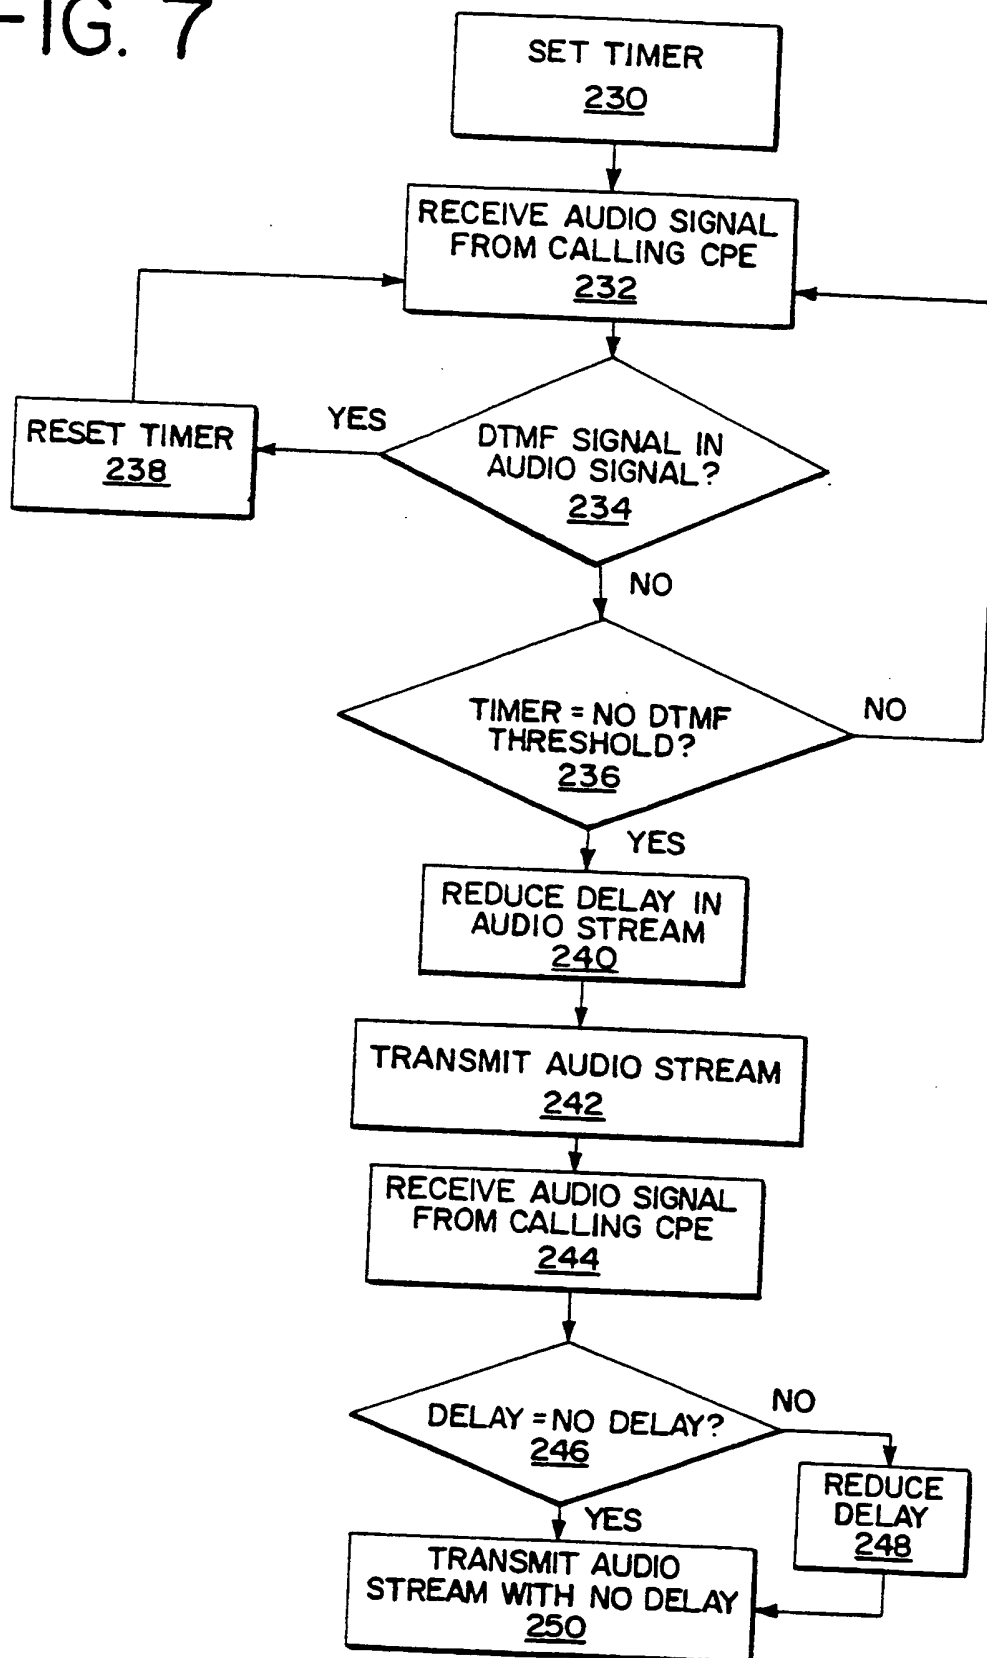 FIG. 7
SET TIMER
230
RECEIVE AUDIO SIGNAL
FROM CALLING CPE
232
YES
RESET TIMER
238
DTMF SIGNAL IN
AUDIO SIGNAL?
234
NO
TIMER = NO DTMF
THRESHOLD?
236
NO
YES
REDUCE DELAY IN
AUDIO STREAM
240
TRANSMIT AUDIO STREAM
242
RECEIVE AUDIO SIGNAL
FROM CALLING CPE
244
DELAY = NO DELAY?
246
NO
REDUCE
DELAY
248
YES
TRANSMIT AUDIO
STREAM WITH NO DELAY
250